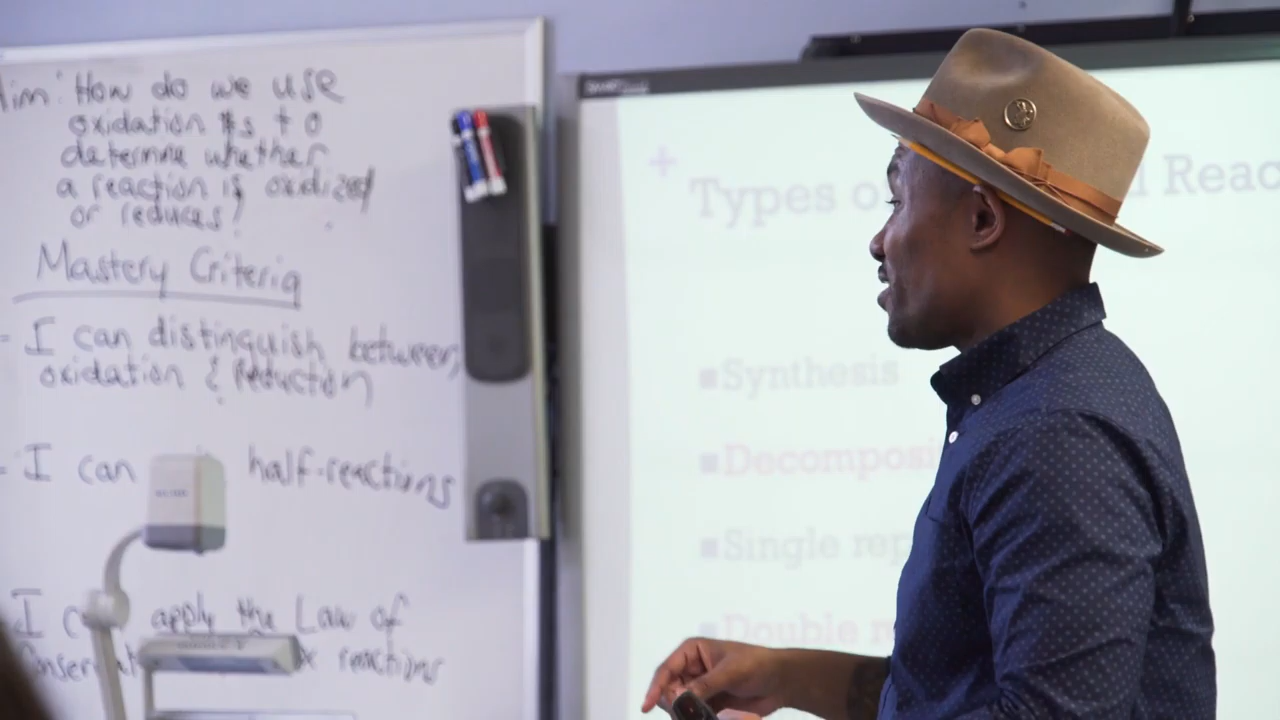 Aim: How do we use
oxidation #s to
determine whether
a reaction is oxidized
or reduces?
Mastery Criteria
- I can distinguish between,
oxidation & Reduction
- I can half-reactions
I apply the Law of
reactions
+
Types Reac
■Synthesis
■Decomposi
■Single rep
■Double r